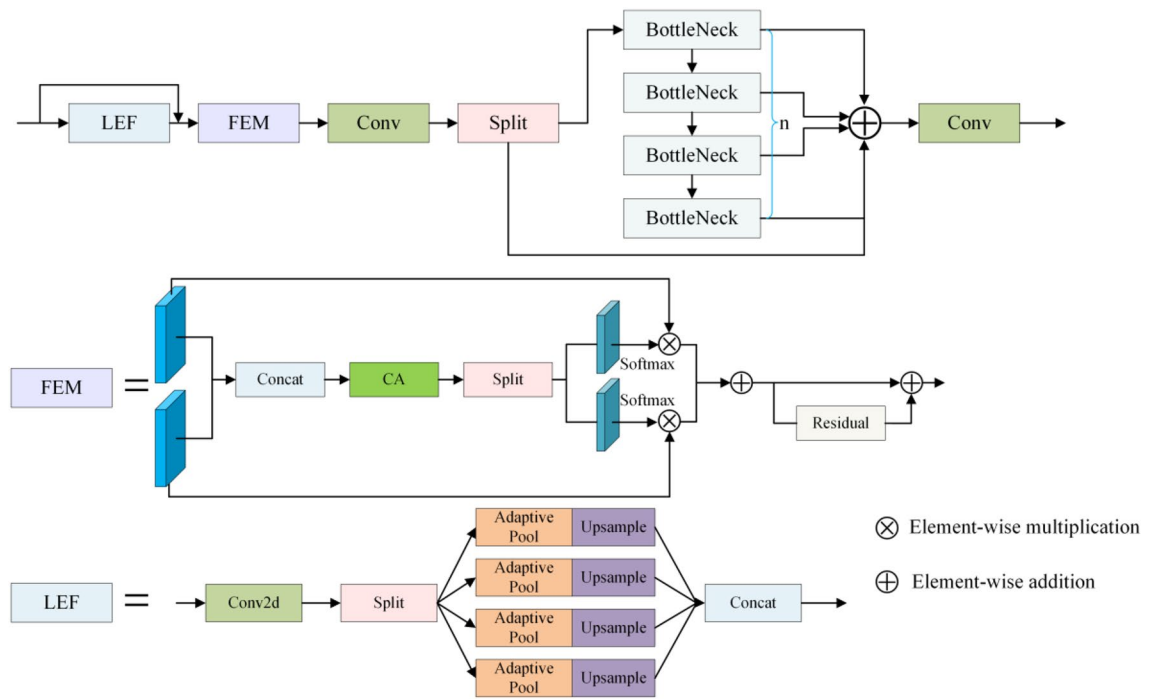 BottleNeck
BottleNeck
LEF
FEM
Conv
Split
n
Conv
BottleNeck
BottleNeck
FEM
=
Concat
CA
Split
Softmax
Softmax
Residual
LEF
=
Conv2d
Split
Adaptive
Pool
Upsample
Adaptive
Pool
Upsample
Adaptive
Pool
Upsample
Adaptive
Pool
Upsample
Concat
Element-wise multiplication
Element-wise addition